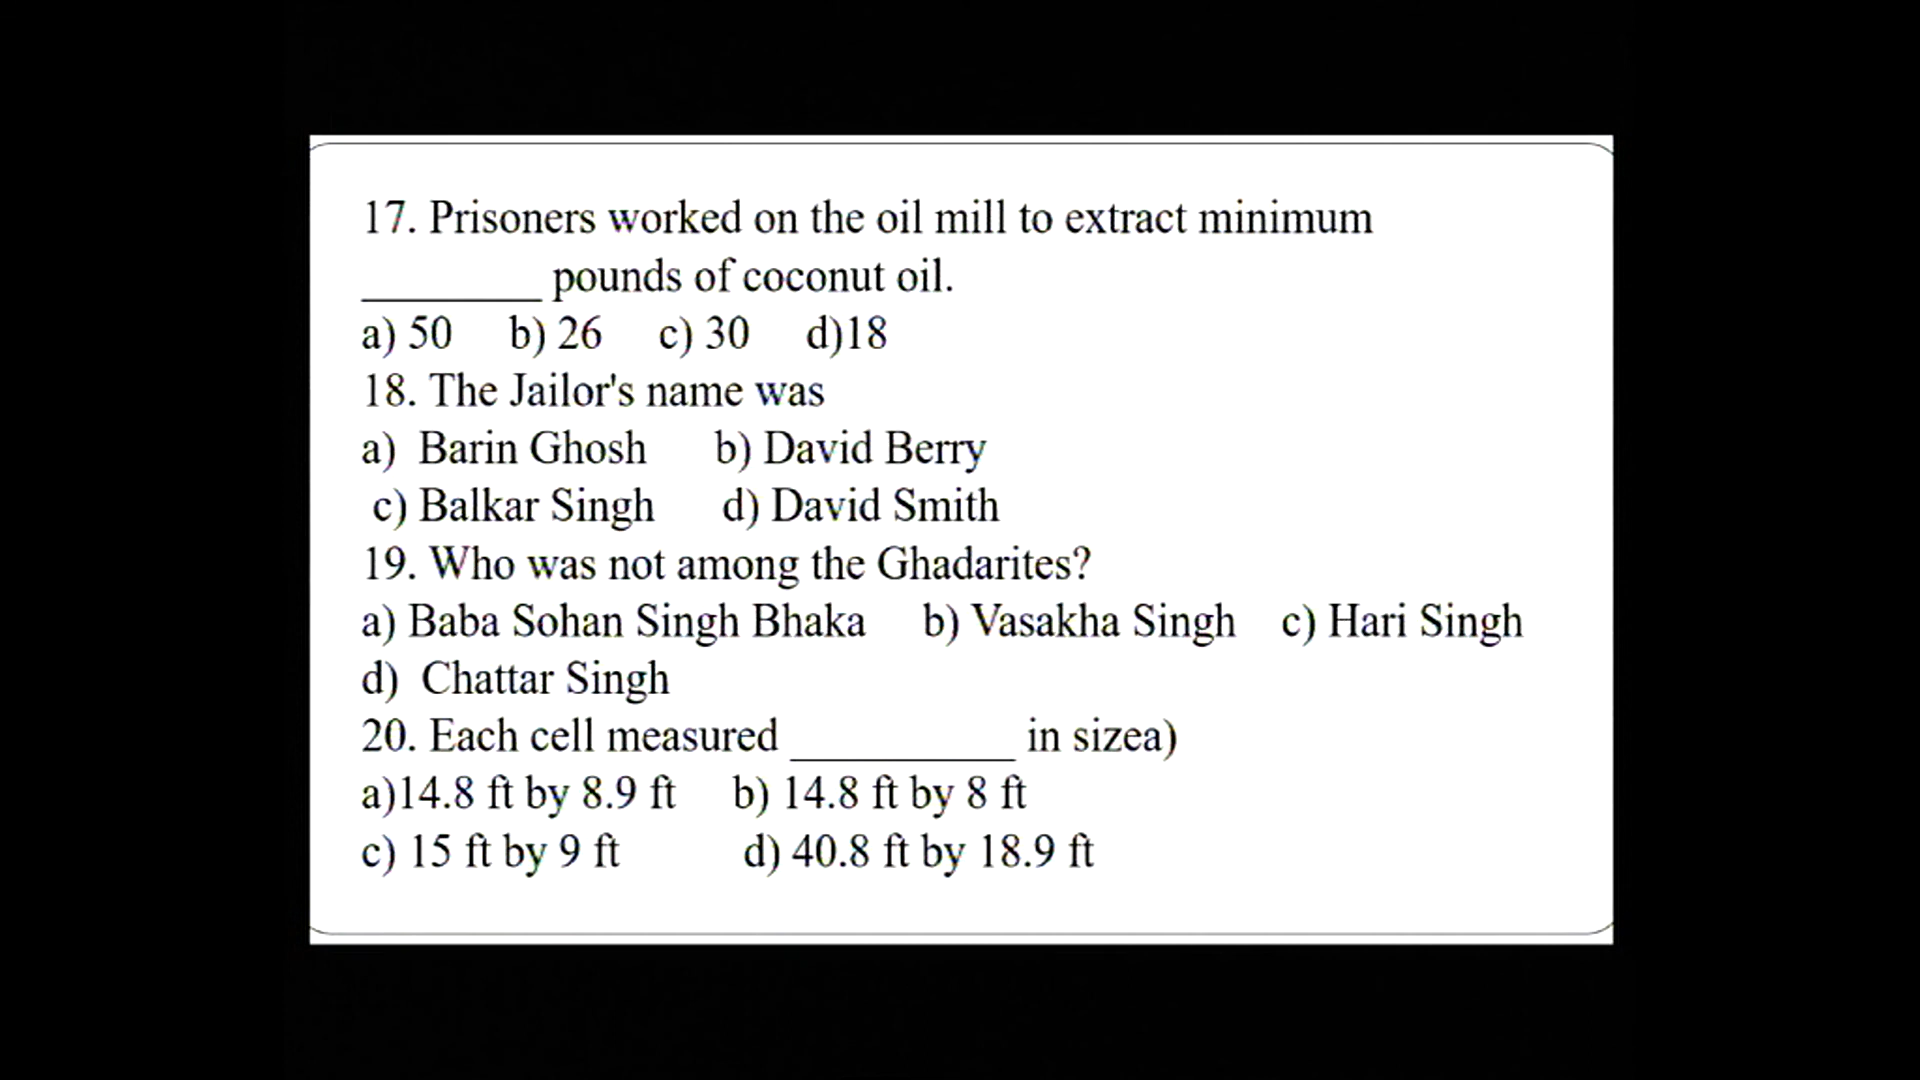 17. Prisoners worked on the oil mill to extract minimum
________ pounds of coconut oil.
a) 50 b) 26 c) 30 d)18
18. The Jailor's name was
a) Barin Ghosh b) David Berry
c) Balkar Singh d) David Smith
19. Who was not among the Ghadarites?
a) Baba Sohan Singh Bhaka b) Vasakha Singh c) Hari Singh
d) Chattar Singh
20. Each cell measured __________ in sizea)
a)14.8 ft by 8.9 ft b) 14.8 ft by 8 ft
c) 15 ft by 9 ft d) 40.8 ft by 18.9 ft